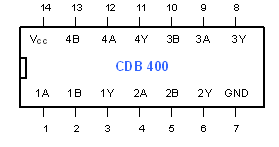 14 13 12 11 10 9 8
Vcc 4B 4A 4Y 3B 3A 3Y
CDB 400
1A 1B 1Y 2A 2B 2Y GND
1 2 3 4 5 6 7